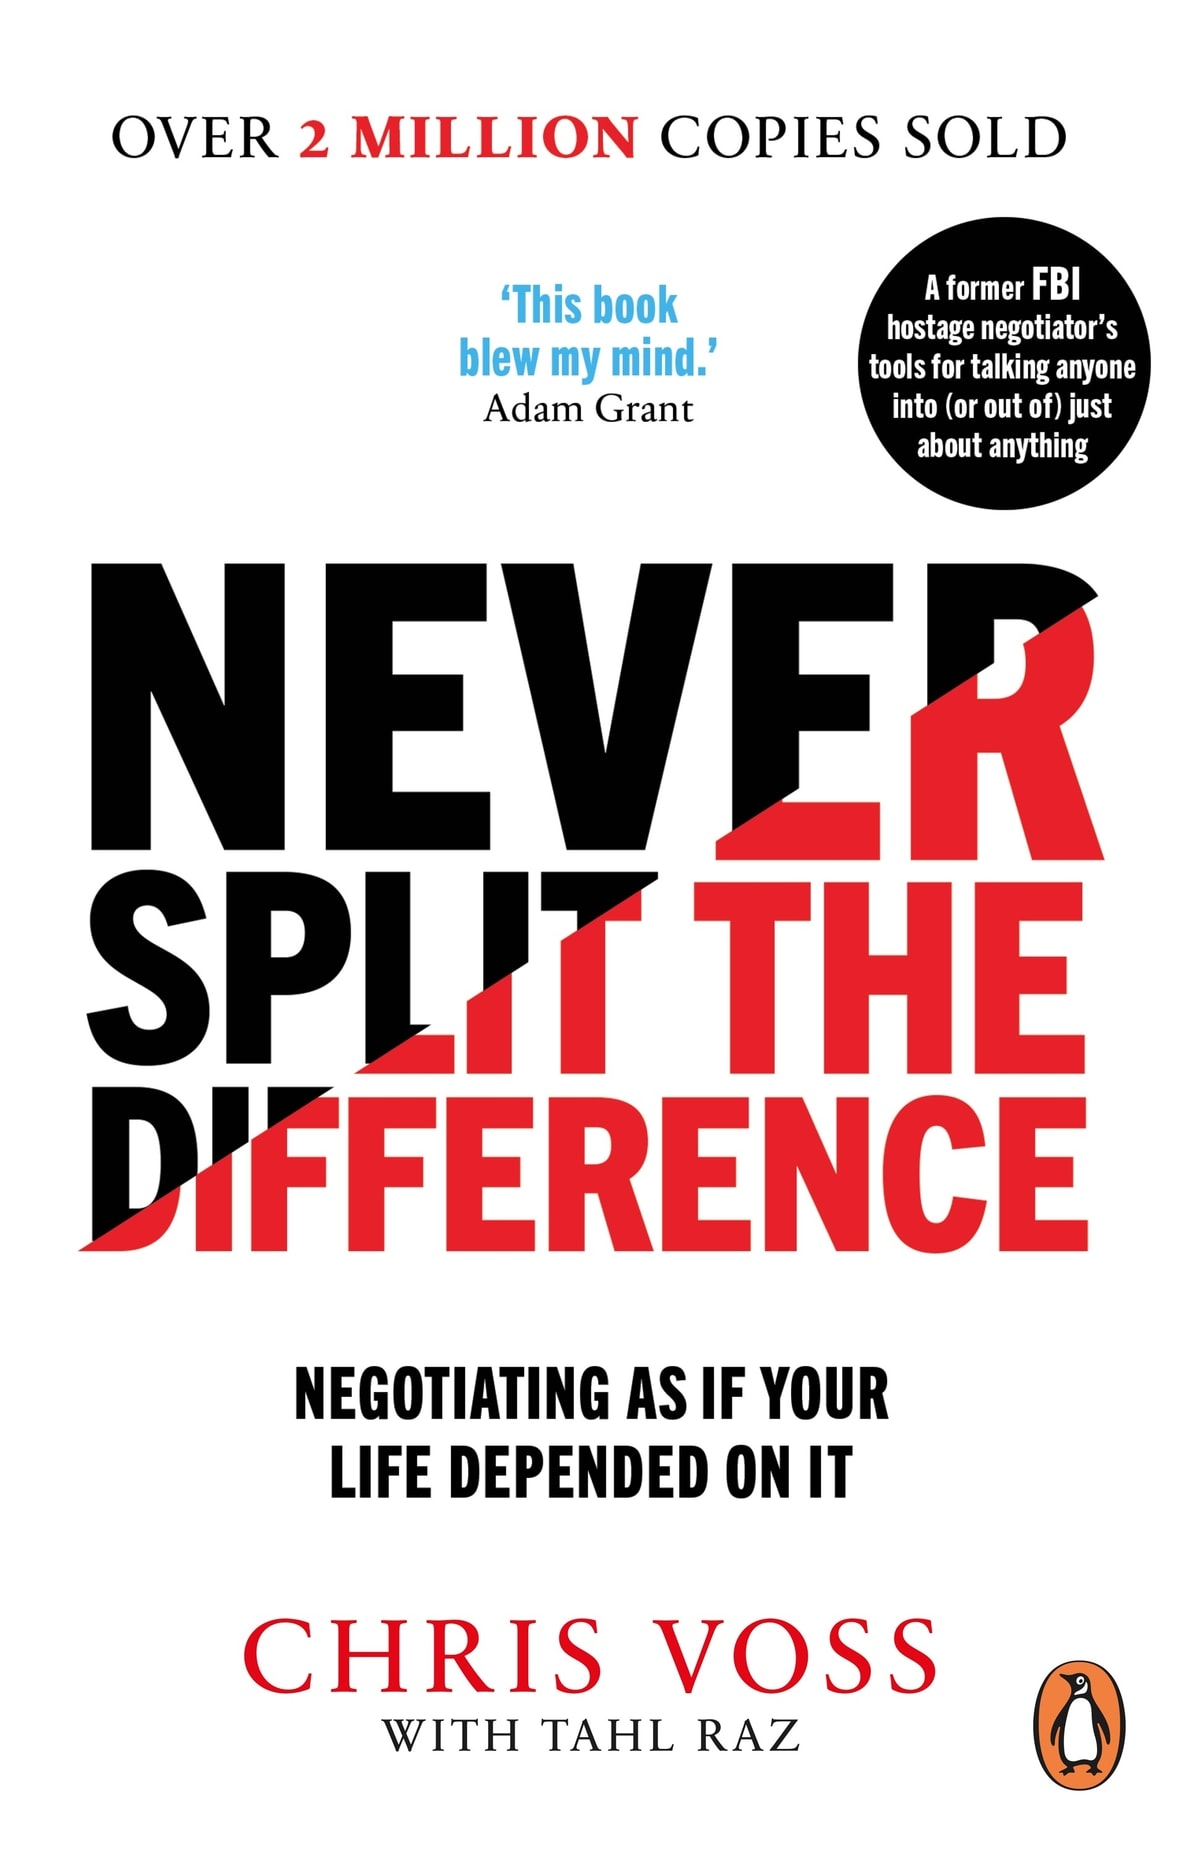 OVER 2 MILLION COPIES SOLD
‘This book
blew my mind.’
Adam Grant
A former FBI
hostage negotiator’s
tools for talking anyone
into (or out of) just
about anything
NEVER
SPLIT THE
DIFFERENCE
NEGOTIATING AS IF YOUR
LIFE DEPENDED ON IT
CHRIS VOSS
WITH TAHL RAZ